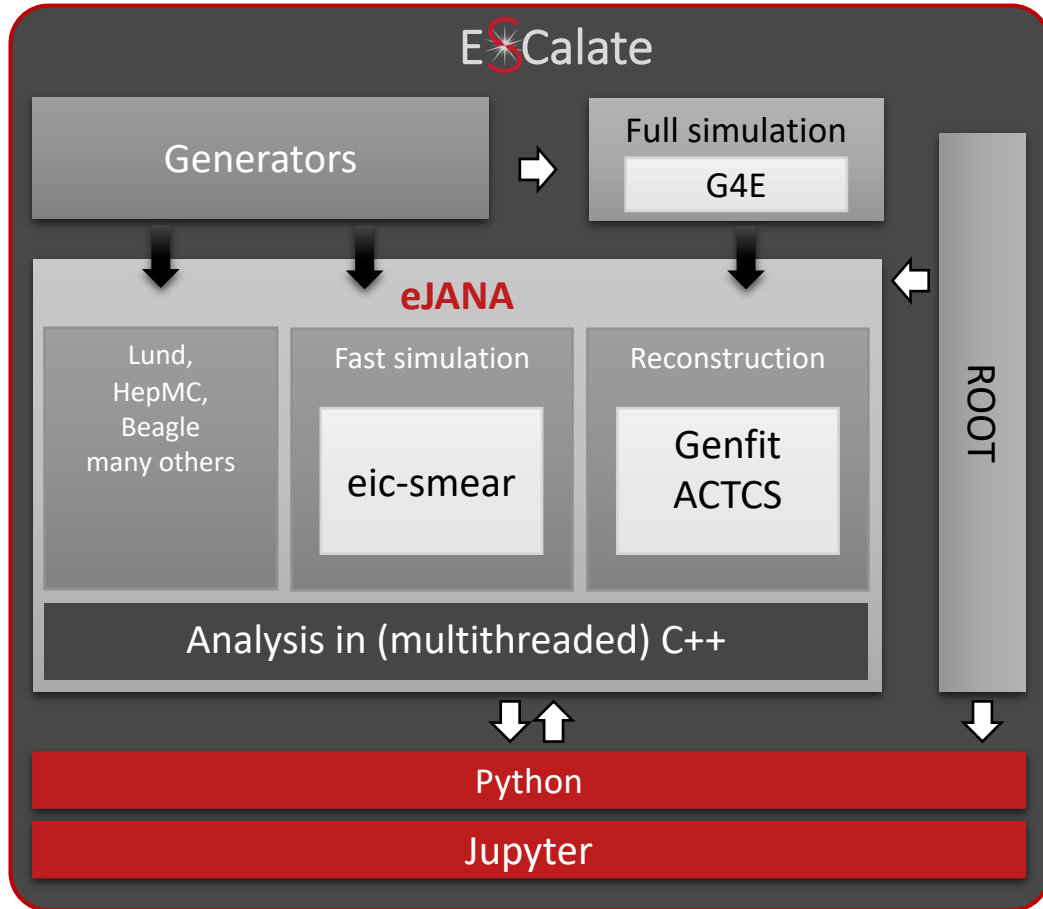 ESCalate
Generators
Full simulation
G4E
eJANA
Lund,
HepMC,
Beagle
many others
Fast simulation
eic-smear
Reconstruction
Genfit
ACTCS
ROOT
Analysis in (multithreaded) C++
Python
Jupyter